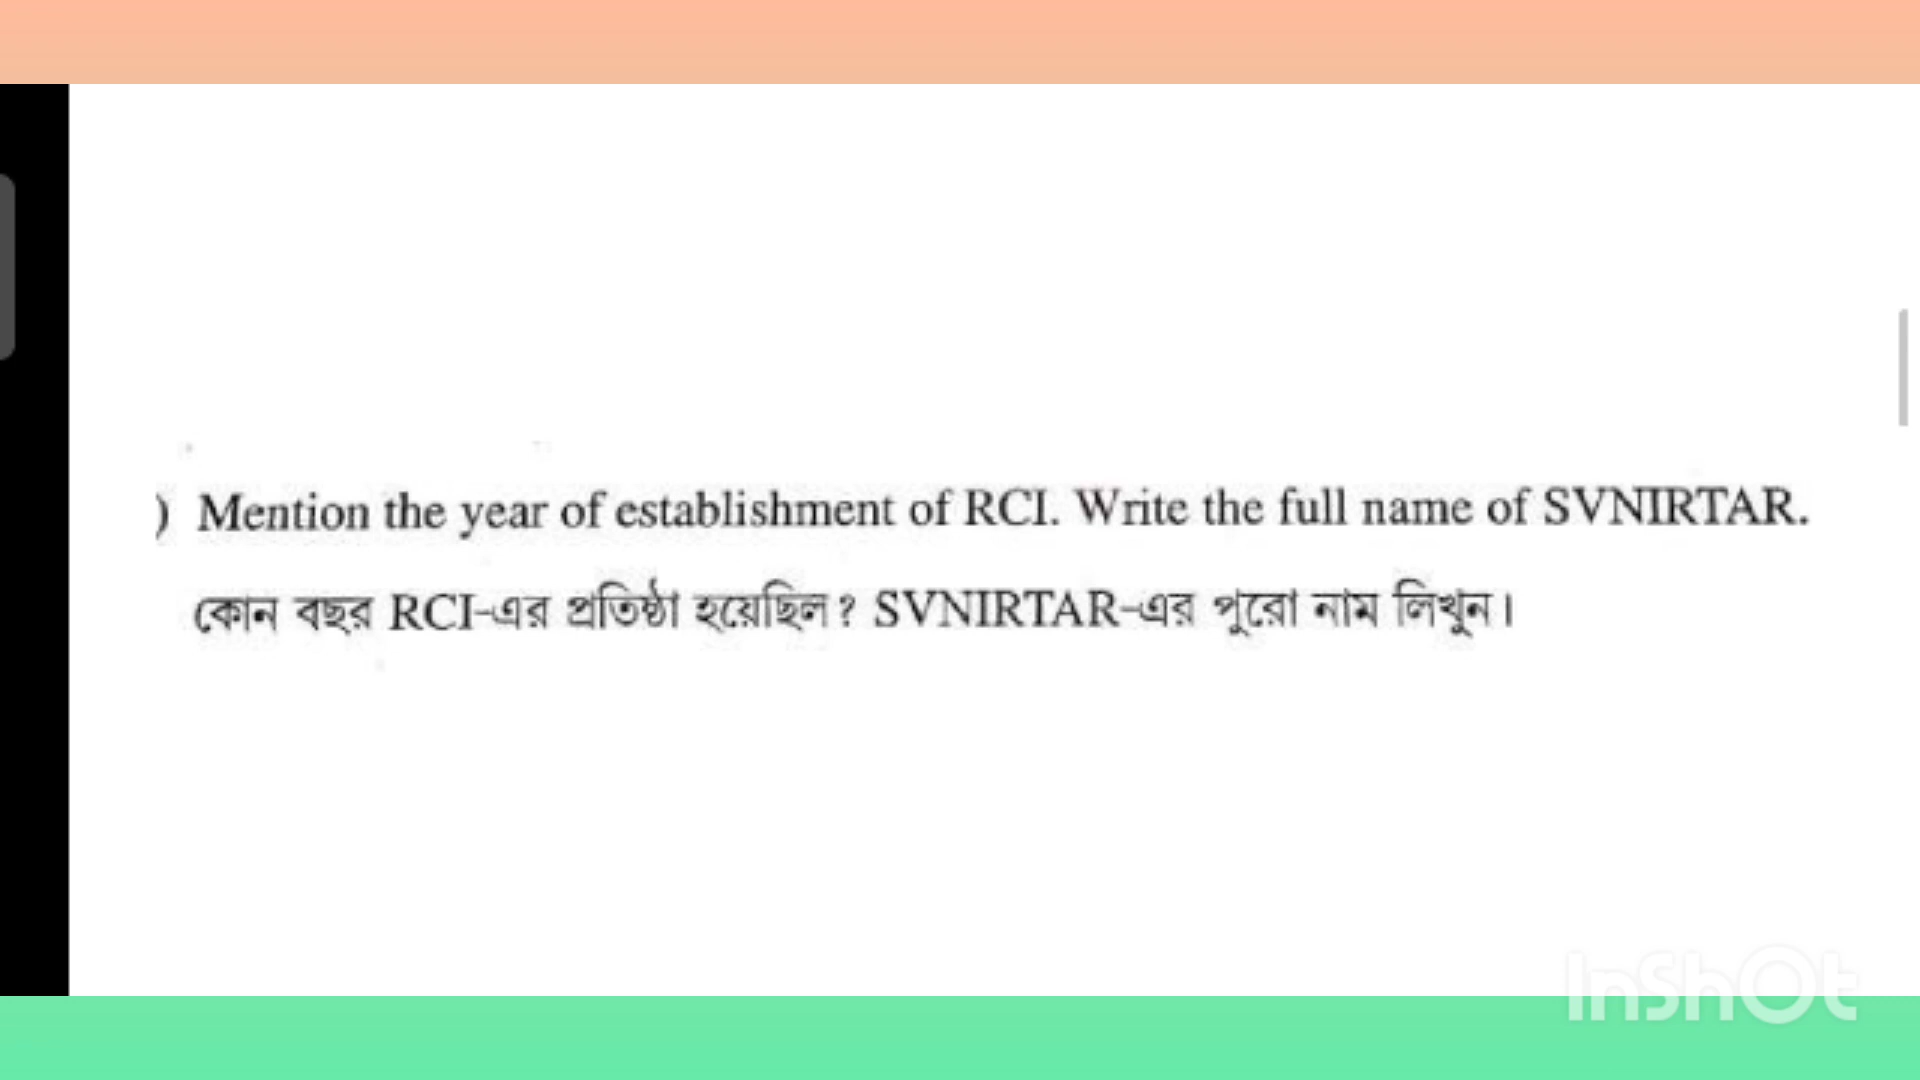 ) Mention the year of establishment of RCI. Write the full name of SVNIRTAR.
কোন বছর RCI-এর প্রতিষ্ঠা হয়েছিল? SVNIRTAR-এর পুরো নাম লিখুন।
InShOt